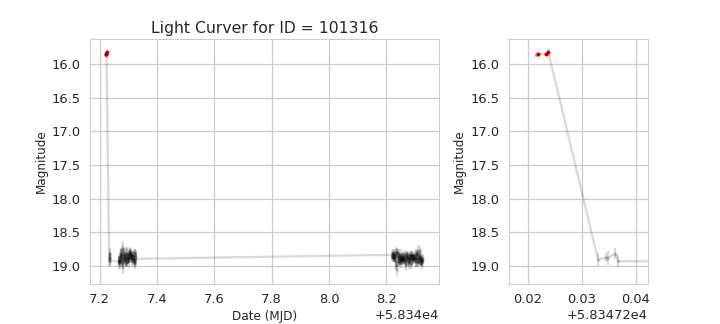 Light Curver for ID = 101316
Magnitude
16.0
16.5
17.0
17.5
18.0
18.5
19.0
7.2 7.4 7.6 7.8 8.0 8.2
Date (MJD)
+5.834e4
Magnitude
16.0
16.5
17.0
17.5
18.0
18.5
19.0
0.02 0.03 0.04
+5.83472e4